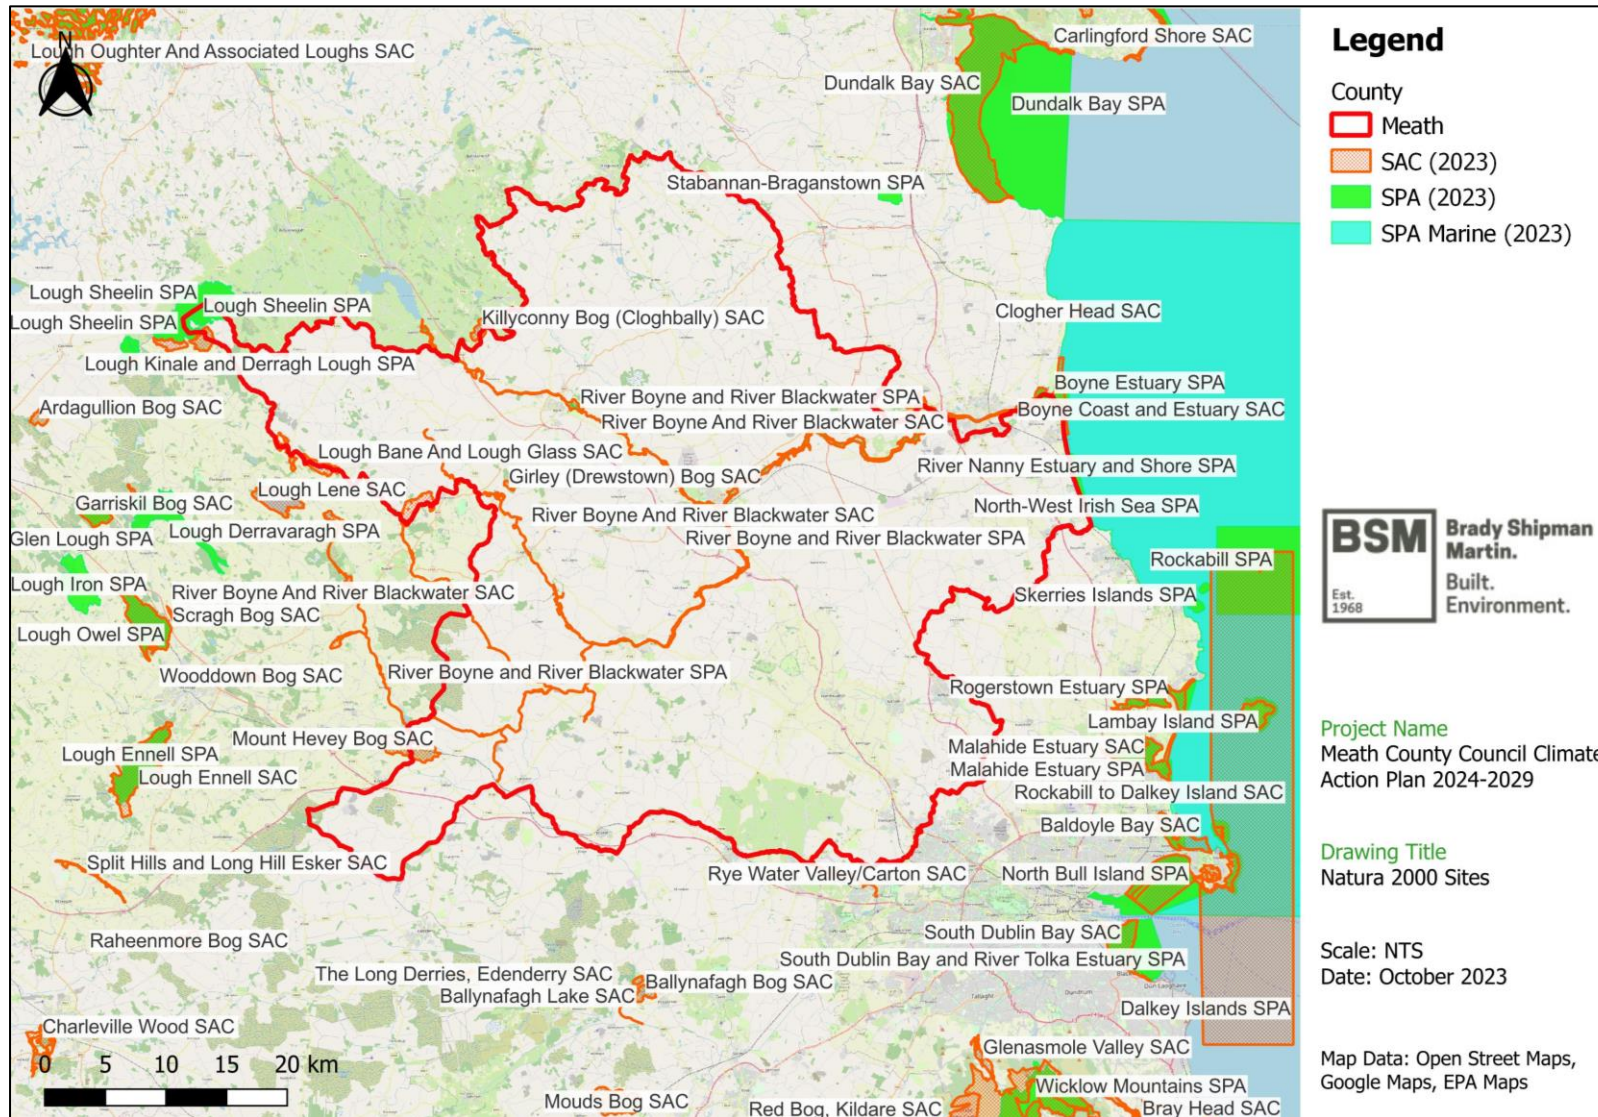 Lough Oughter And Associated Loughs SAC
N
Carlingford Shore SAC
Dundalk Bay SAC
Dundalk Bay SPA
Stabannan-Braganstown SPA
Lough Sheelin SPA
Lough Sheelin SPA
Lough Sheelin SPA
Killyconny Bog (Cloghbally) SAC
Clogher Head SAC
Lough Kinale and Derragh Lough SPA
Boyne Estuary SPA
River Boyne and River Blackwater SPA
Ardagullion Bog SAC
Boyne Coast and Estuary SAC
River Boyne And River Blackwater SAC
Lough Bane And Lough Glass SAC
River Nanny Estuary and Shore SPA
Girley (Drewstown) Bog SAC
Lough Lene SAC
Garriskil Bog SAC
North-West Irish Sea SPA
River Boyne And River Blackwater SAC
Lough Derravaragh SPA
Glen Lough SPA
River Boyne and River Blackwater SPA
Rockabill SPA
Lough Iron SPA
River Boyne And River Blackwater SAC
Skerries Islands SPA
Scragh Bog SAC
Lough Owel SPA
Wooddown Bog SAC
River Boyne and River Blackwater SPA
Rogerstown Estuary SPA
Lambay Island SPA
Mount Hevey Bog SAC
Malahide Estuary SAC
Lough Ennell SPA
Malahide Estuary SPA
Lough Ennell SAC
Rockabill to Dalkey Island SAC
Baldoyle Bay SAC
Split Hills and Long Hill Esker SAC
Rye Water Valley/Carton SAC
North Bull Island SPA
South Dublin Bay SAC
Raheenmore Bog SAC
South Dublin Bay and River Tolka Estuary SPA
The Long Derries, Edenderry SAC
Ballynafagh Bog SAC
Ballynafagh Lake SAC
Dalkey Islands SPA
Charleville Wood SAC
Glenasmole Valley SAC
0 5 10 15 20 km
Wicklow Mountains SPA
Mouds Bog SAC
Red Bog, Kildare SAC
Bray Head SAC
Legend
County
Meath
SAC (2023)
SPA (2023)
SPA Marine (2023)
BSM
Est.
1968
Brady Shipman
Martin.
Built.
Environment.
Project Name
Meath County Council Climate
Action Plan 2024-2029
Drawing Title
Natura 2000 Sites
Scale: NTS
Date: October 2023
Map Data: Open Street Maps,
Google Maps, EPA Maps